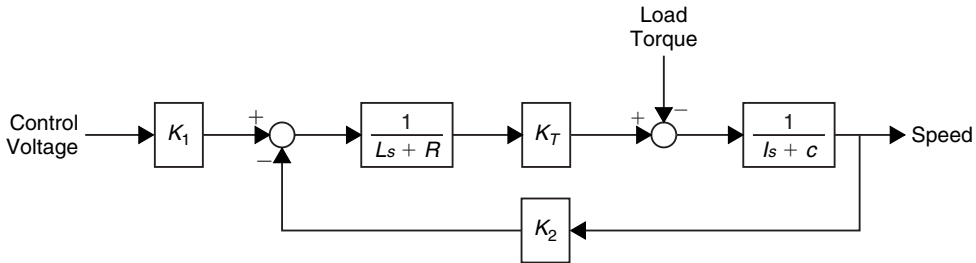 Load
Torque
Control
Voltage
K1
+
−
1
Ls + R
KT
+
−
1
Is + c
Speed
K2